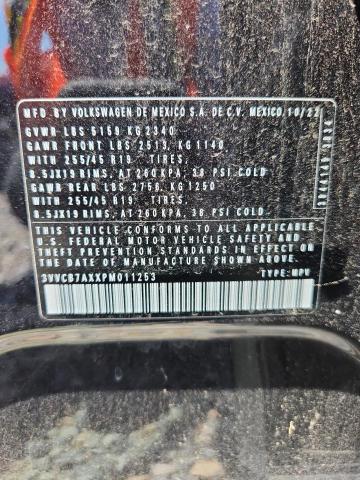 MFD. BY VOLKSWAGEN DE MEXICO S.A. DE C.V. MEXICO. 10/22
GVWR LBS 5159 KG 2340
GAWR FRONT LBS 2513, KG 1140
WITH 255/45 R19 TIRES,
8.5JX19 RIMS, AT 260 KPA, 38 PSI COLD
GAWR REAR LBS 2756, KG 1250
WITH 255/45 R19 TIRES,
8.5JX19 RIMS, AT 260 KPA, 38 PSI COLD
THIS VEHICLE CONFORMS TO ALL APPLICABLE
U.S. FEDERAL MOTOR VEHICLE SAFETY AND
THEFT PREVENTION STANDARDS IN EFFECT ON
THE DATE OF MANUFACTURE SHOWN ABOVE.
3VVCB7AXXPM011253 TYPE: MPV